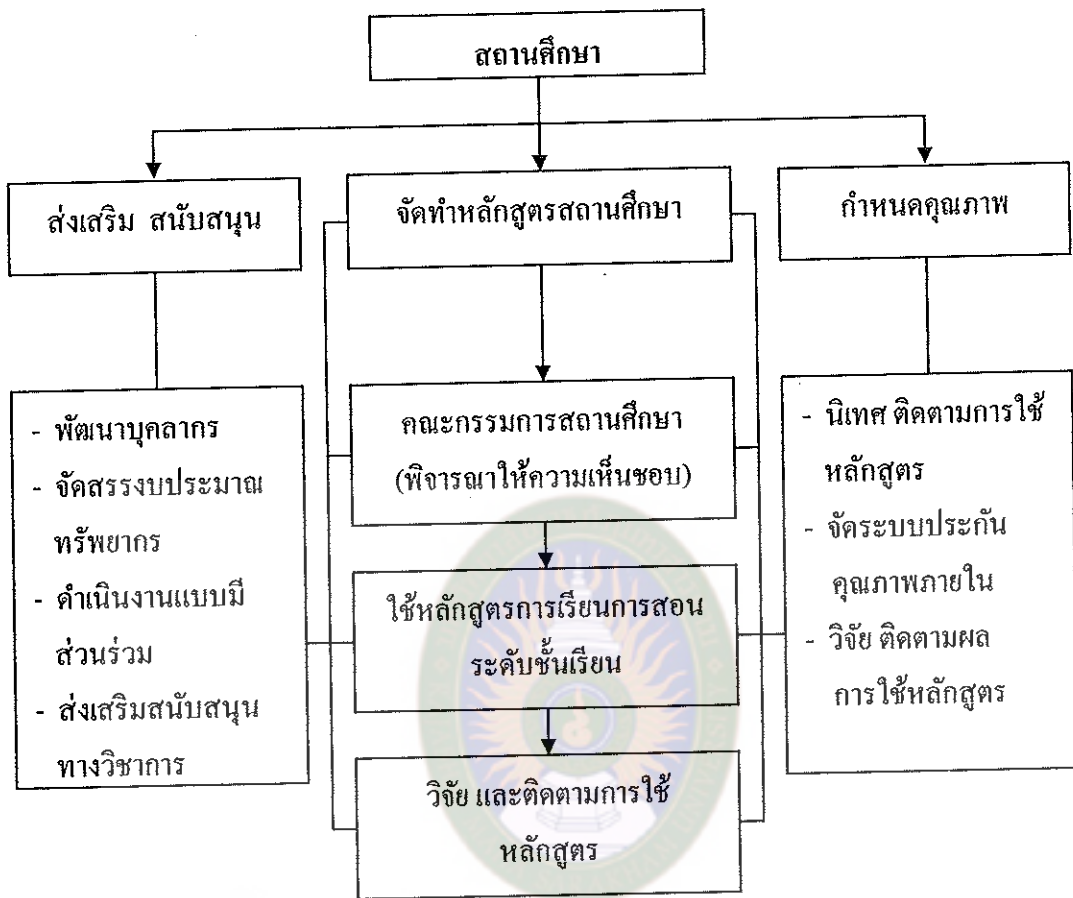 สถานศึกษา
ส่งเสริม สนับสนุน
จัดทำหลักสูตรสถานศึกษา
กำหนดคุณภาพ
- พัฒนาบุคลากร
- จัดสรรงบประมาณ
ทรัพยากร
- ดำเนินงานแบบมี
ส่วนร่วม
- ส่งเสริมสนับสนุน
ทางวิชาการ
คณะกรรมการสถานศึกษา
(พิจารณาให้ความเห็นชอบ)
ใช้หลักสูตรการเรียนการสอน
ระดับชั้นเรียน
วิจัย และติดตามการใช้
หลักสูตร
- นิเทศ ติดตามการใช้
หลักสูตร
- จัดระบบประกัน
คุณภาพภายใน
- วิจัย ติดตามผล
การใช้หลักสูตร